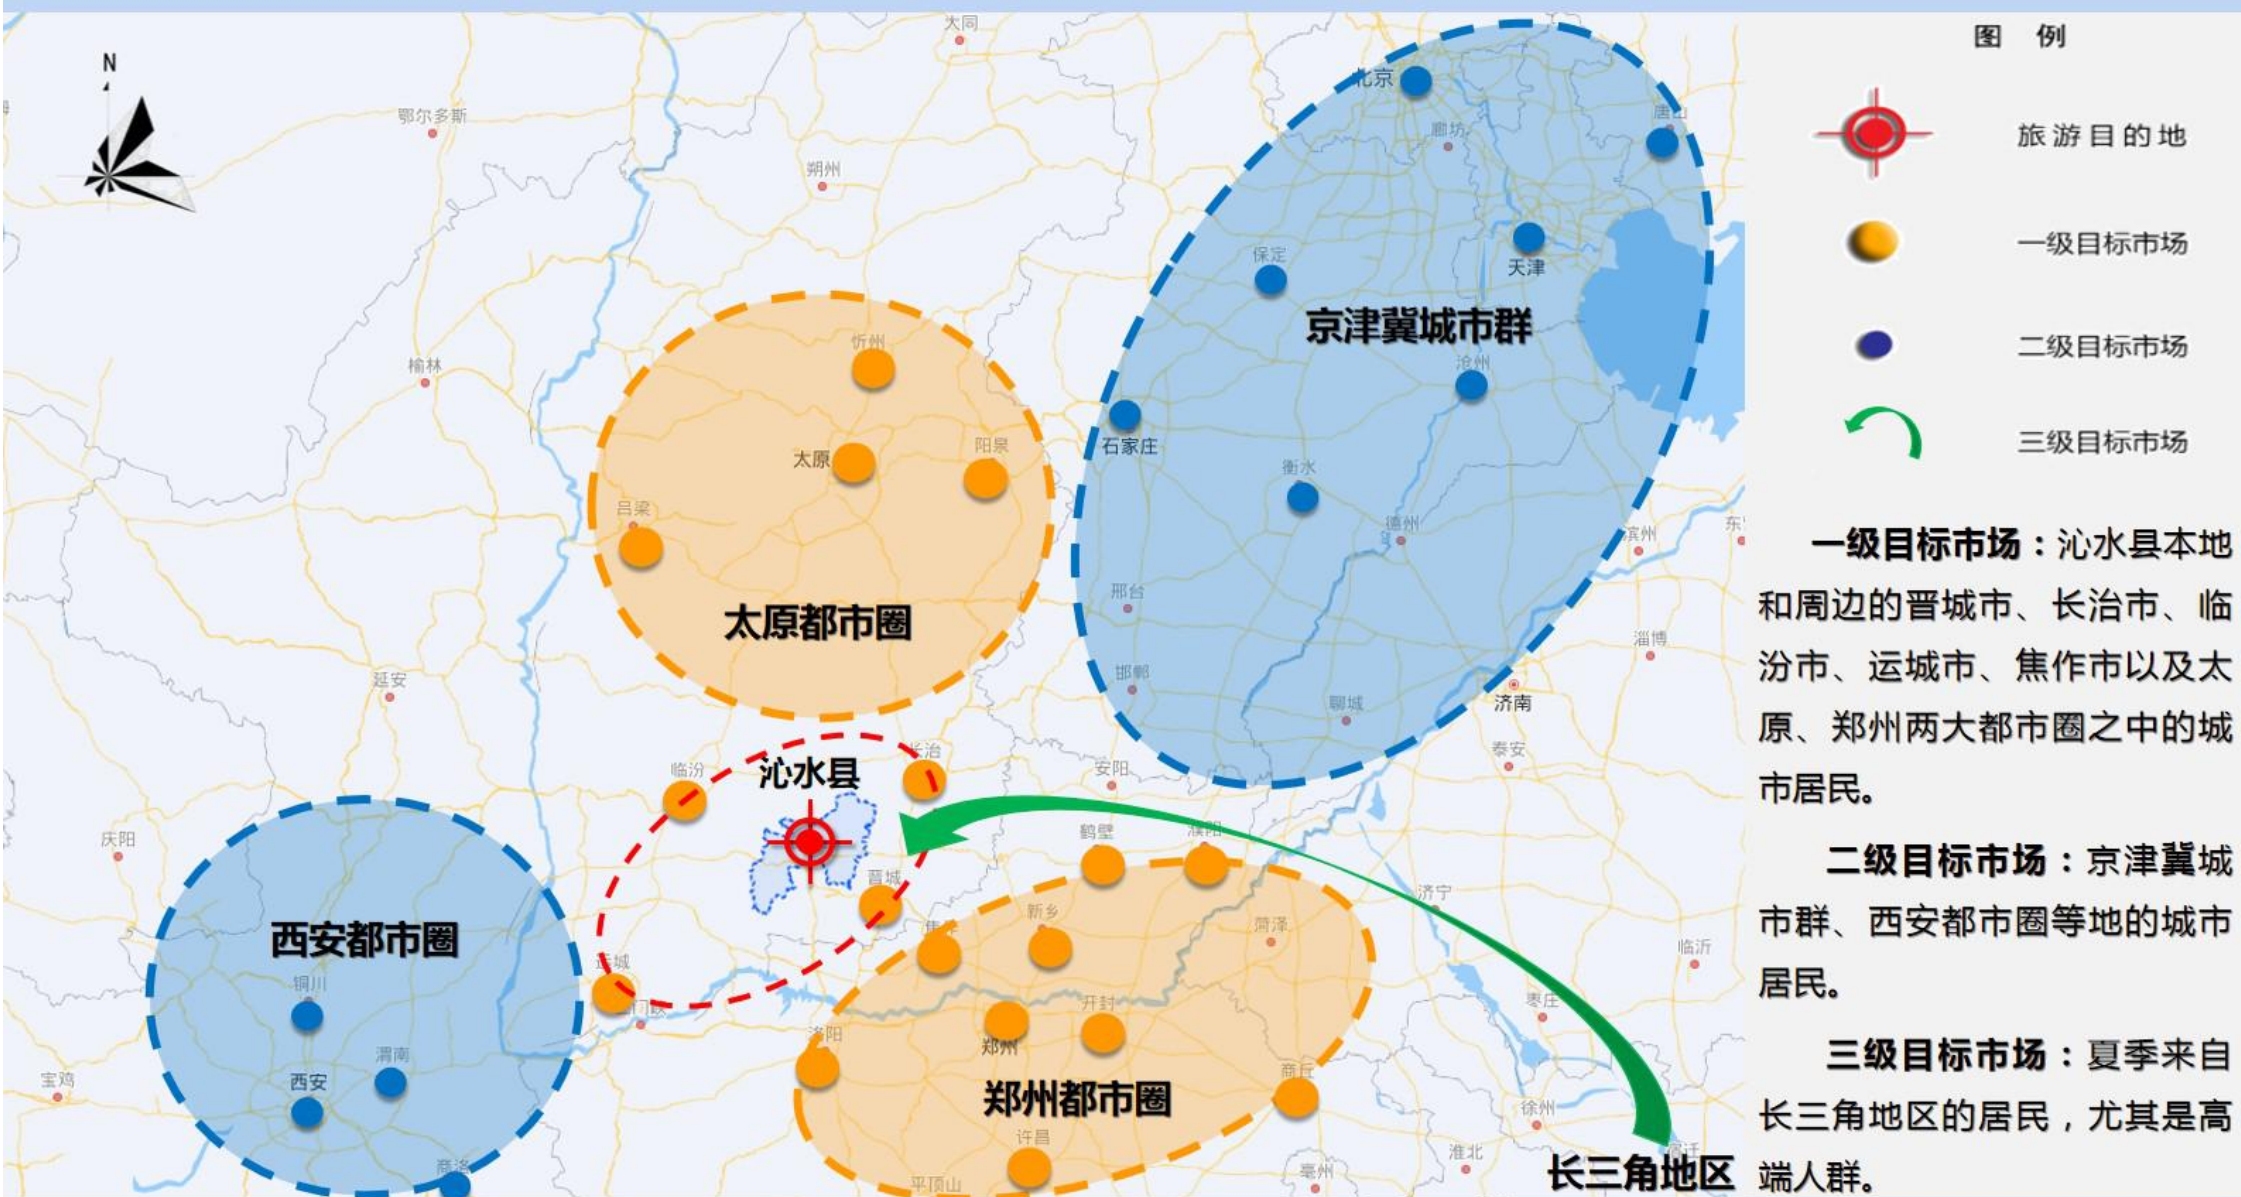 大同
N
北京
鄂尔多斯
唐山
廊坊
朔州
保定
天津
京津冀城市群
忻州
榆林
沧州
石家庄
太原
阳泉
衡水
吕梁
德州
滨州
邢台
太原都市圈
淄博
延安
邯郸
聊城
济南
泰安
长治
临汾
沁水县
安阳
庆阳
鹤壁
濮阳
晋城
济宁
新乡
菏泽
西安都市圈
临沂
运城
铜川
枣庄
开封
洛阳
郑州
渭南
西安
宝鸡
商丘
郑州都市圈
徐州
许昌
淮北
宿迁
商洛
亳州
平顶山
长三角地区
图 例
旅游目的地
一级目标市场
二级目标市场
三级目标市场
一级目标市场：沁水县本地
和周边的晋城市、长治市、临
汾市、运城市、焦作市以及太
原、郑州两大都市圈之中的城
市居民。
二级目标市场：京津冀城
市群、西安都市圈等地的城市
居民。
三级目标市场：夏季来自
长三角地区的居民，尤其是高
端人群。